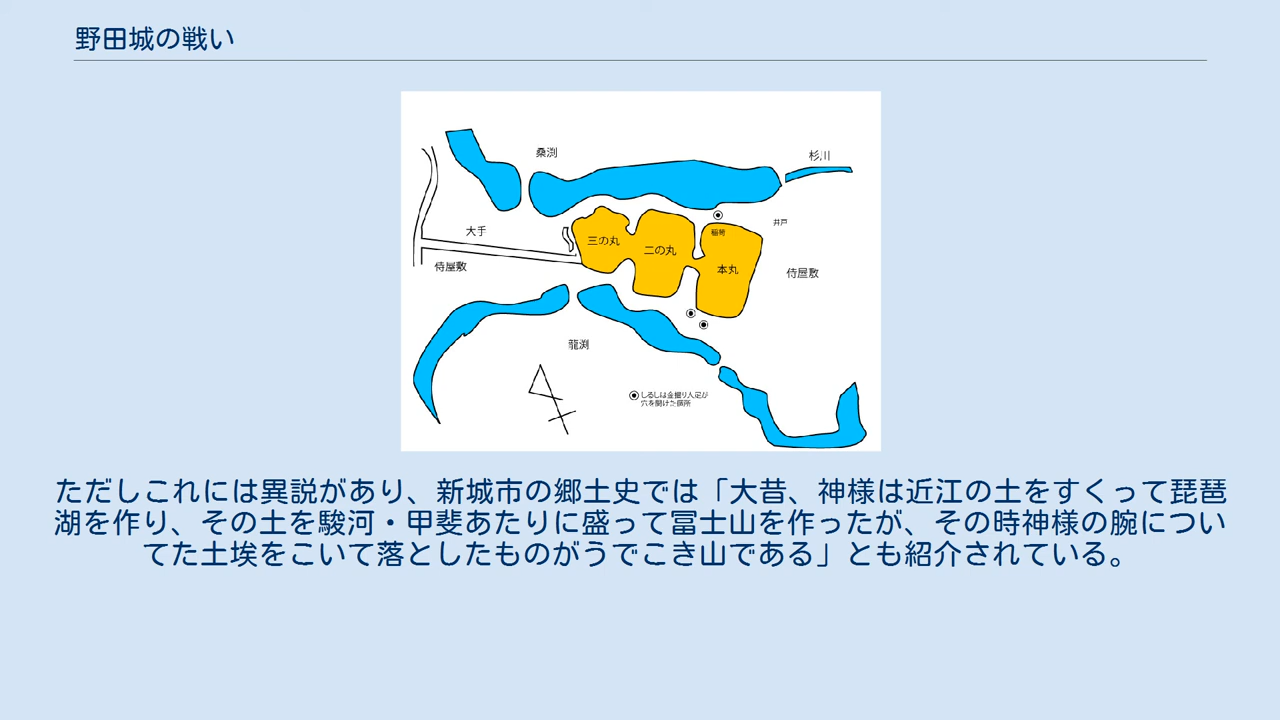 野田城の戦い
桑渕
杉川
井戸
大手
稲荷
三の丸
二の丸
本丸
侍屋敷
侍屋敷
龍渕
しるしは金掘り人足が
穴を開けた箇所
ただしこれには異説があり、新城市の郷土史では「大昔、神様は近江の土をすくって琵琶
湖を作り、その土を駿河・甲斐あたりに盛って冨士山を作ったが、その時神様の腕につい
てた土埃をこいて落としたものがうでこき山である」とも紹介されている。